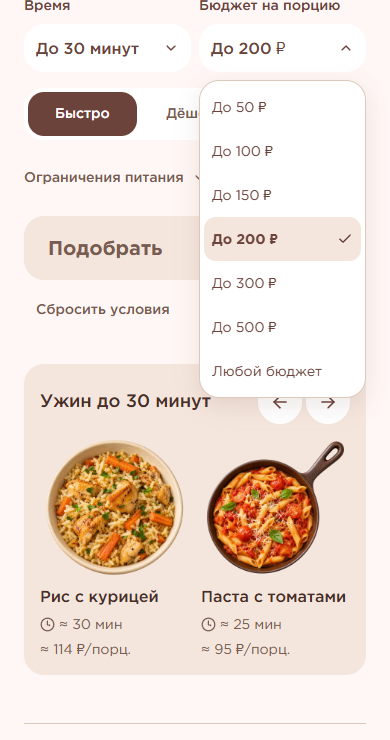 Время
Бюджет на порцию
До 30 минут
До 200 ₽
Быстро
До 50 ₽
До 100 ₽
До 150 ₽
До 200 ₽
До 300 ₽
До 500 ₽
Любой бюджет
Ограничения питания
Подобрать
Сбросить условия
Ужин до 30 минут
Рис с курицей
≈ 30 мин
≈ 114 ₽/порц.
Паста с томатами
≈ 25 мин
≈ 95 ₽/порц.